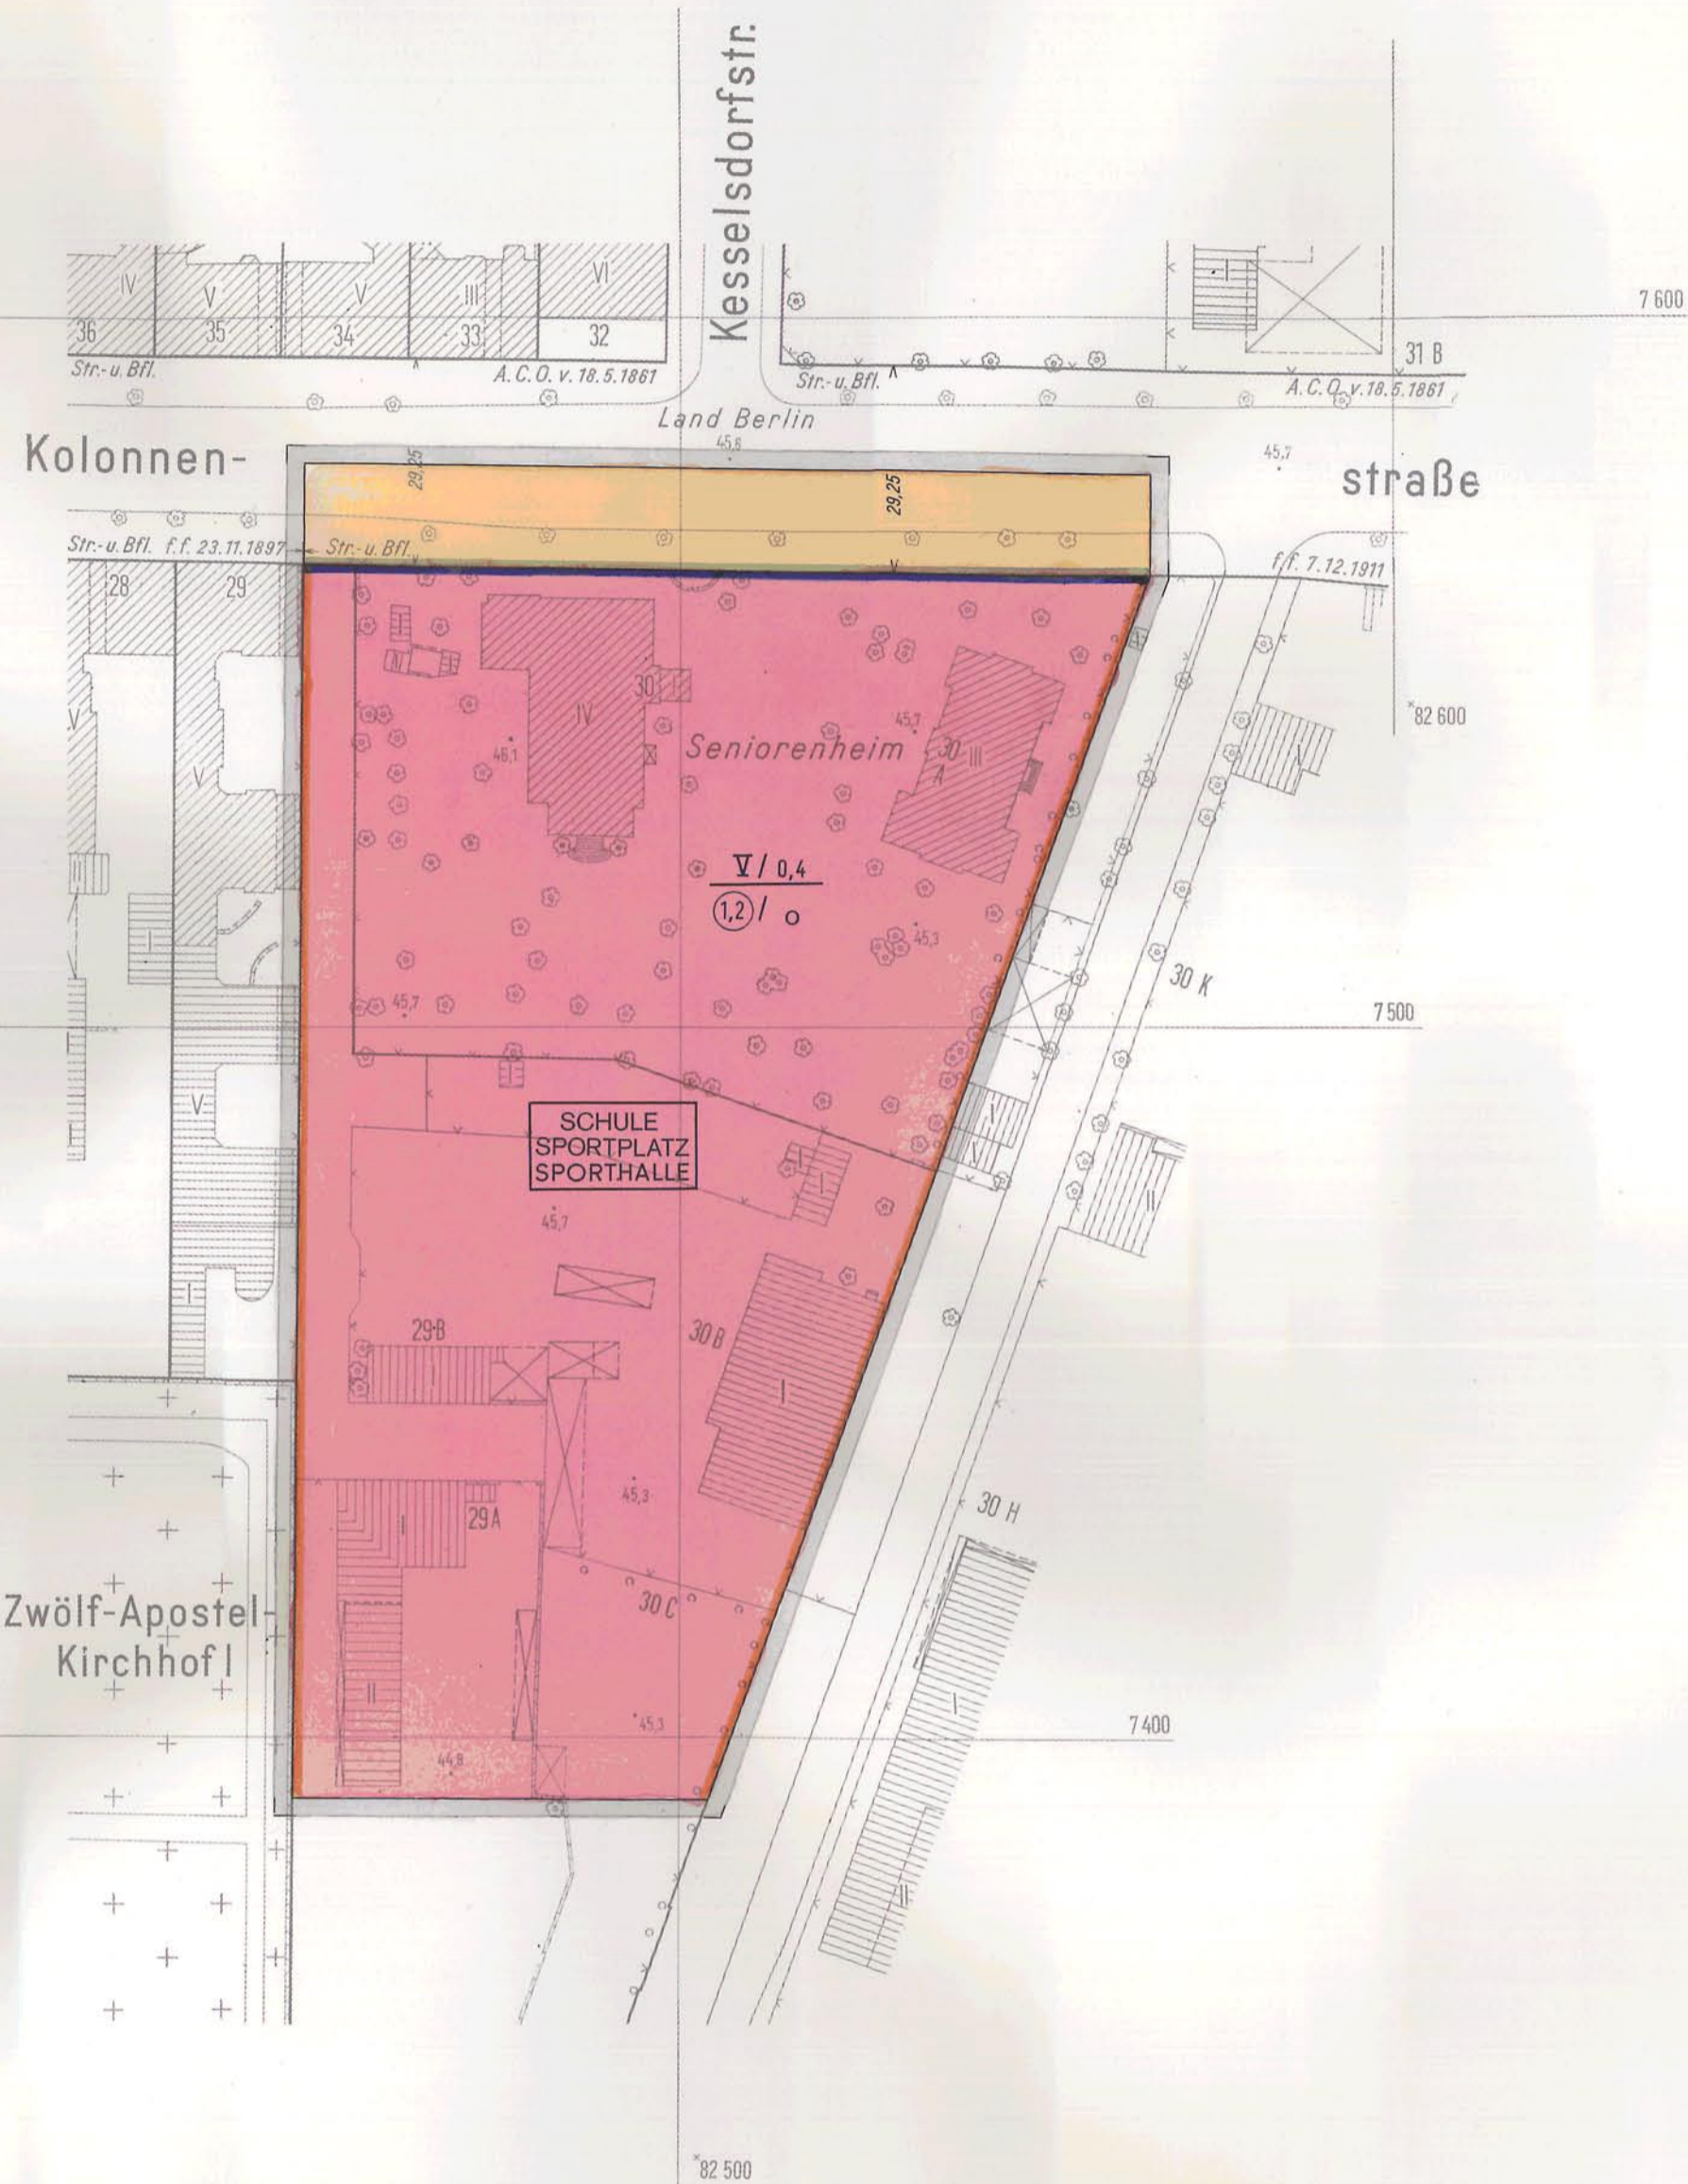 Kesselsdorfstr.
IV
V
V
III
VI
I
7 600
36
35
34
33
32
31 B
Str.- u. Bfl.
A.C.O. v. 18.5.1861
Str.- u. Bfl.
A.C.O. v. 18.5.1861
Land Berlin
45,6
Kolonnen-
29,25
29,25
45,7
straße
Str.- u. Bfl. f.f. 23.11.1897
Str.- u. Bfl.
f.f. 7.12.1911
28
29
30
IV
V
V
46,1
Seniorenheim
45,7
30
A
III
82 600
V / 0,4
1,2 / o
45,3
30 K
45,7
7 500
V
SCHULE
SPORTPLATZ
SPORTHALLE
I
I
II
45,7
I
29 B
30 B
I
I
45,3
29 A
I
30 H
30 C
Zwölf-Apostel-
Kirchhof I
II
I
45,3
7 400
44,8
II
82 500